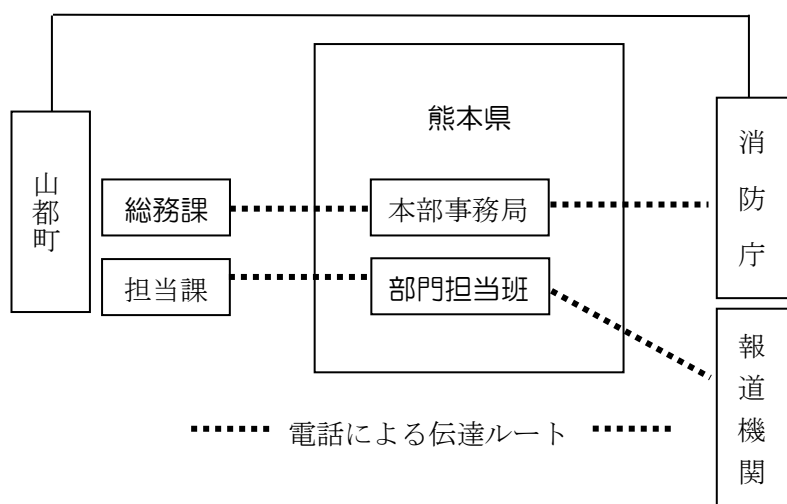 熊本県
山都町
総務課
本部事務局
消防庁
担当課
部門担当班
報道機関
電話による伝達ルート